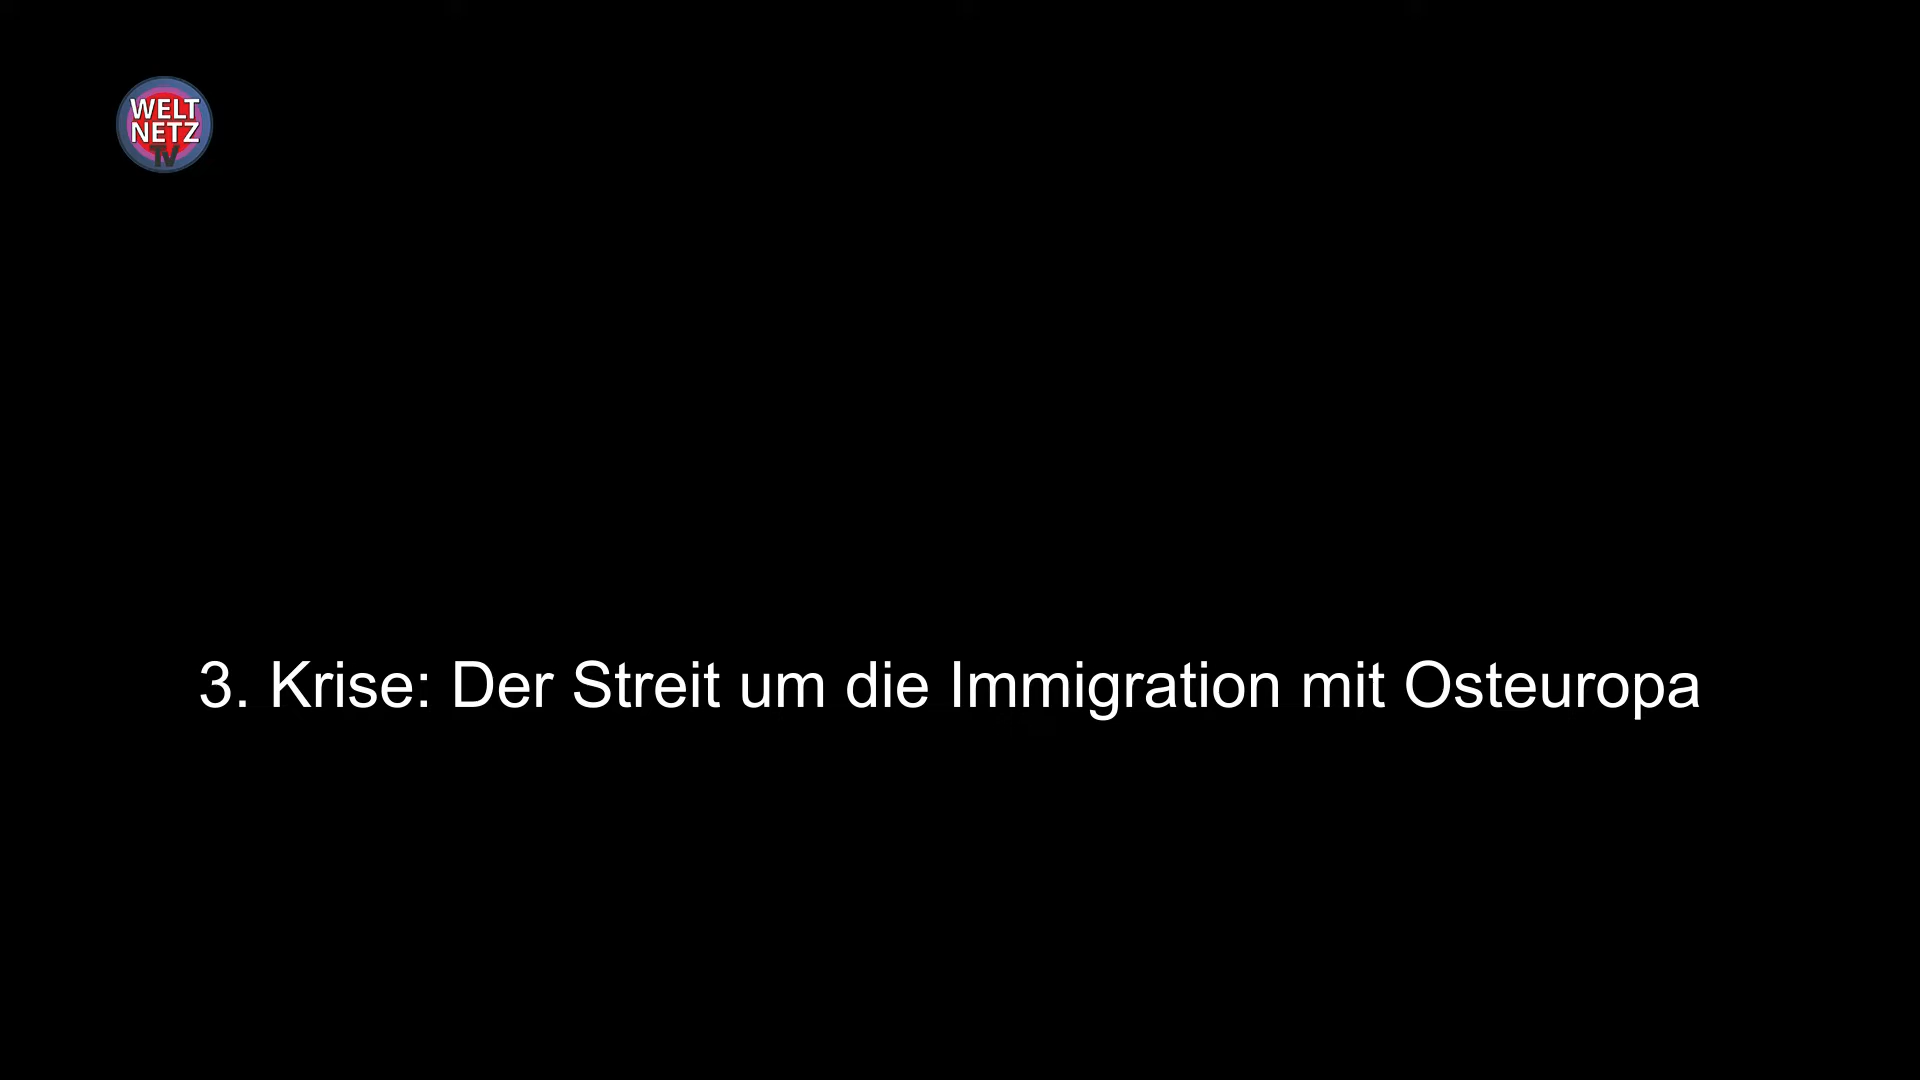 WELT
NETZ
TV
3. Krise: Der Streit um die Immigration mit Osteuropa